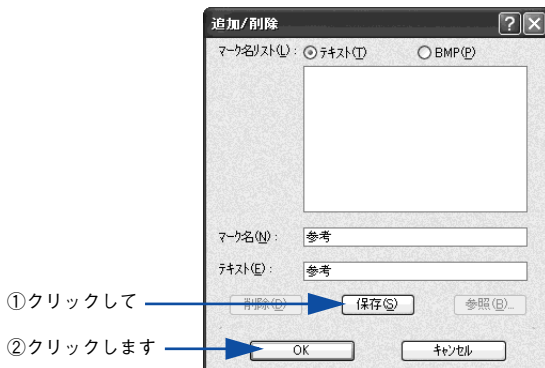 追加/削除
マーク名リスト(L): テキスト(T) BMP(P)
マーク名(N): 参考
テキスト(E): 参考
①クリックして 削除(D) 保存(S) 参照(B)...
②クリックします OK キャンセル